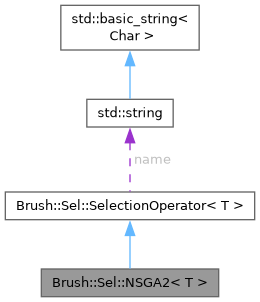 std::basic_string<
Char >
std::string
name
Brush::Sel::SelectionOperator< T >
Brush::Sel::NSGA2< T >